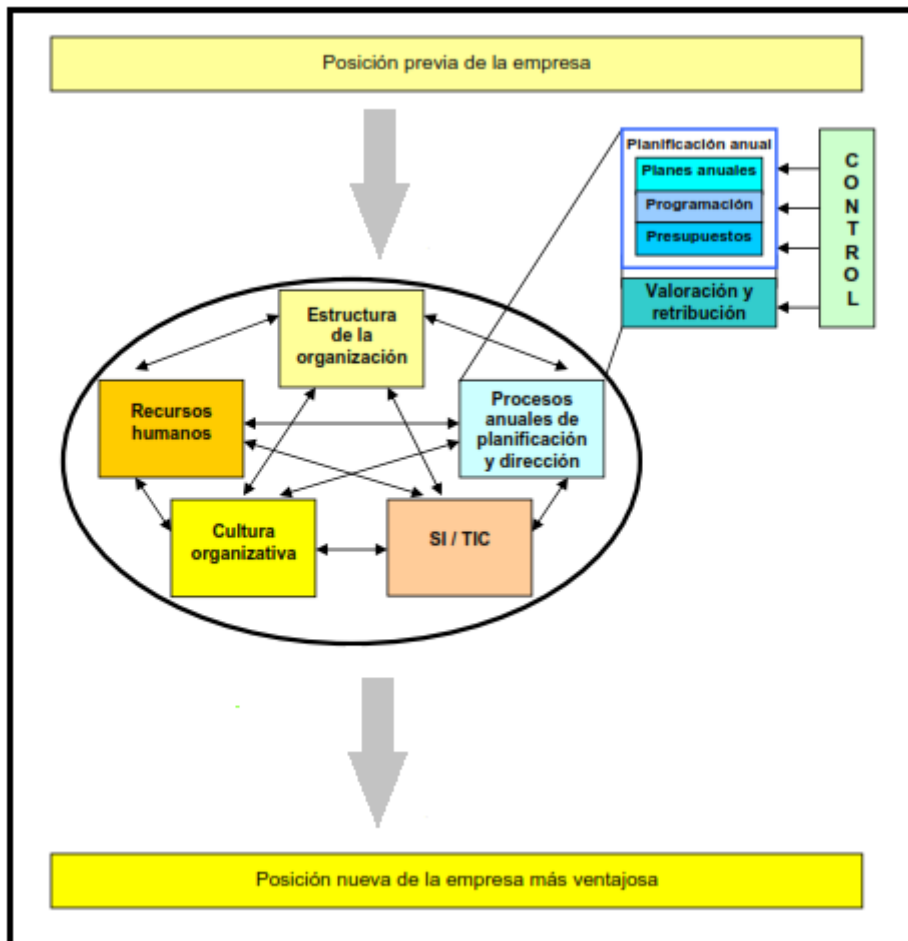 Posición previa de la empresa
Planificación anual
Planes anuales
Programación
Presupuestos
Valoración y
retribución
C
O
N
T
R
O
L
Estructura
de la
organización
Recursos
humanos
Procesos
anuales de
planificación
y dirección
Cultura
organizativa
SI / TIC
Posición nueva de la empresa más ventajosa